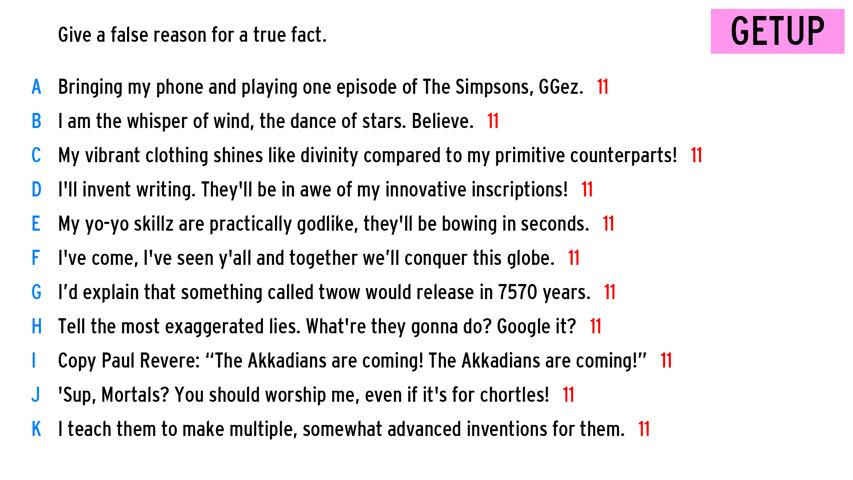 Give a false reason for a true fact.
GETUP
A Bringing my phone and playing one episode of The Simpsons, GGez. 11
B I am the whisper of wind, the dance of stars. Believe. 11
C My vibrant clothing shines like divinity compared to my primitive counterparts! 11
D I'll invent writing. They'll be in awe of my innovative inscriptions! 11
E My yo-yo skillz are practically godlike, they'll be bowing in seconds. 11
F I've come, I've seen y'all and together we’ll conquer this globe. 11
G I’d explain that something called twow would release in 7570 years. 11
H Tell the most exaggerated lies. What're they gonna do? Google it? 11
I Copy Paul Revere: “The Akkadians are coming! The Akkadians are coming!” 11
J 'Sup, Mortals? You should worship me, even if it's for chortles! 11
K I teach them to make multiple, somewhat advanced inventions for them. 11